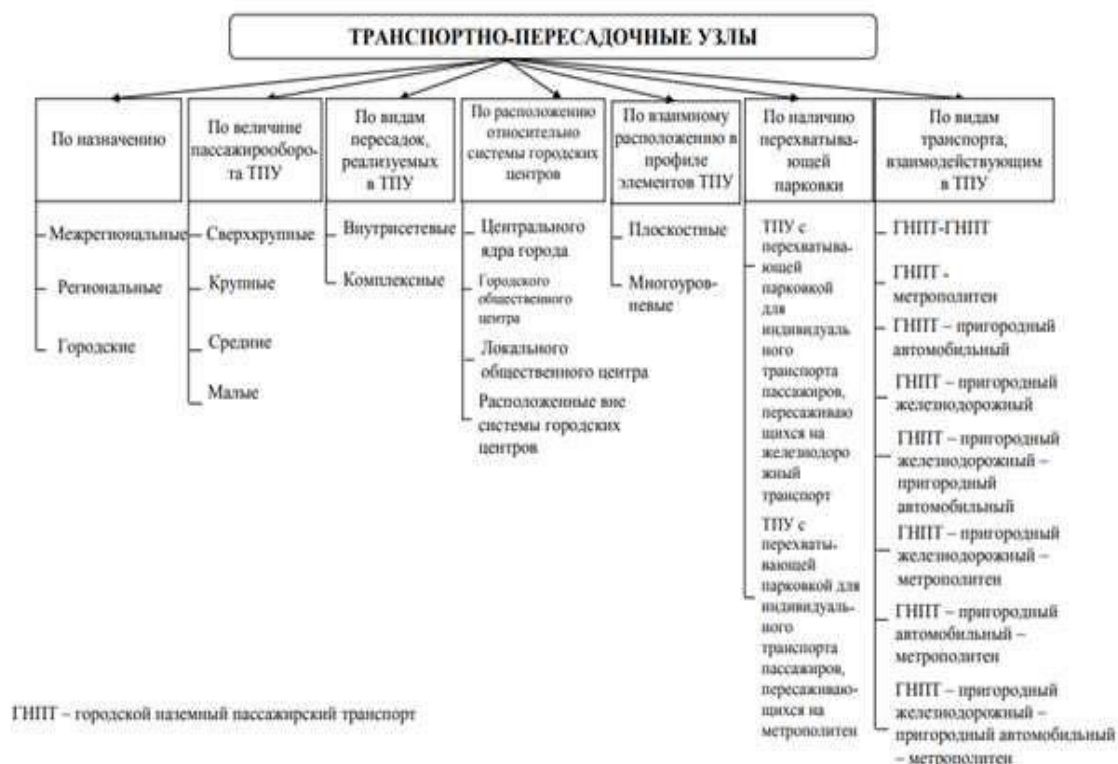 ТРАНСПОРТНО-ПЕРЕСАДОЧНЫЕ УЗЛЫ
По назначению
Межрегиональные
Региональные
Городские
По величине
пассажирооборо-
та ТПУ
Сверхкрупные
Крупные
Средние
Малые
По видам
пересадок,
реализуемых
в ТПУ
Внутрисетевые
Комплексные
По расположению
относительно
системы городских
центров
Центрального
ядра города
Городского
общественного
центра
Локального
общественного центра
Расположенные вне
системы городских
центров
По взаимному
расположению в
профиле
элементов ТПУ
Плоскостные
Многоуров-
невые
По наличию
перехватыва-
ющей
парковки
ТПУ с
перехватыва-
ющей
парковкой
для
индивидуаль
ного
транспорта
пассажиров,
пересаживаю
щихся на
железнодоро
жный
транспорт
ТПУ с
перехваты-
вающей
парковкой для
индивидуаль-
ного
транспорта
пассажиров,
пересаживаю-
щихся на
метрополитен
По видам
транспорта,
взаимодействующим
в ТПУ
ГНПТ-ГНПТ
ГНПТ -
метрополитен
ГНПТ – пригородный
автомобильный
ГНПТ – пригородный
железнодорожный
ГНПТ – пригородный
железнодорожный –
пригородный
автомобильный
ГНПТ – пригородный
железнодорожный –
метрополитен
ГНПТ – пригородный
автомобильный –
метрополитен
ГНПТ – пригородный
железнодорожный –
пригородный автомобильный
– метрополитен
ГНПТ – городской наземный пассажирский транспорт